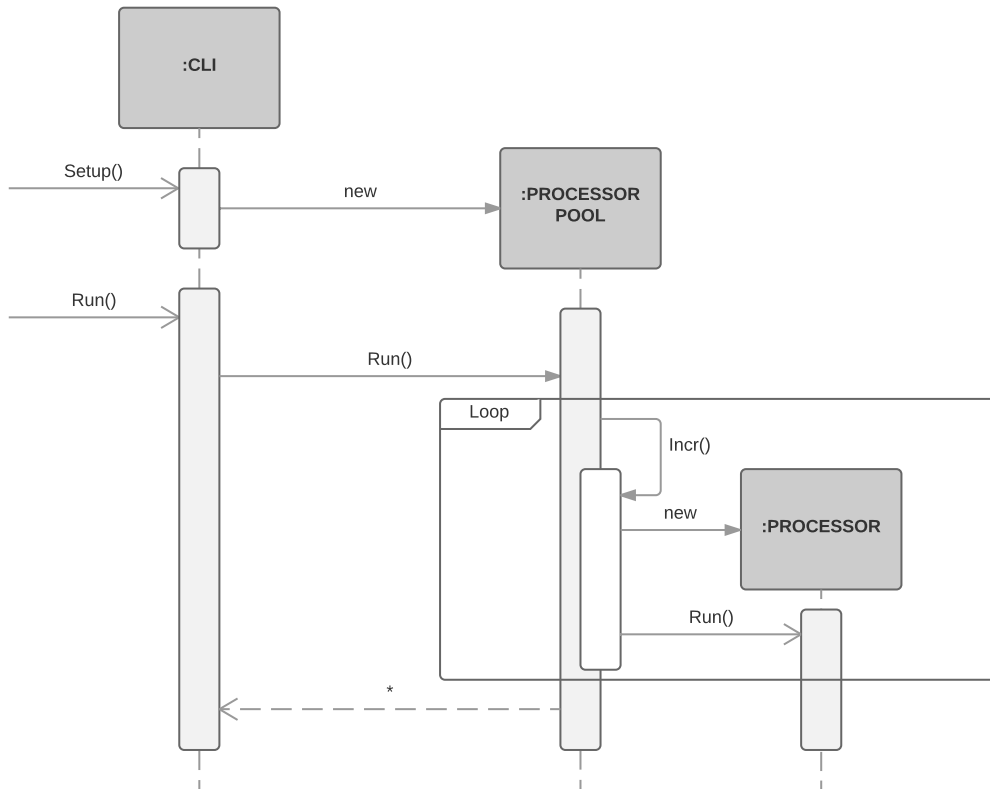 :CLI
Setup()
new
:PROCESSOR
POOL
Run()
Run()
Loop
Incr()
new
:PROCESSOR
Run()
*